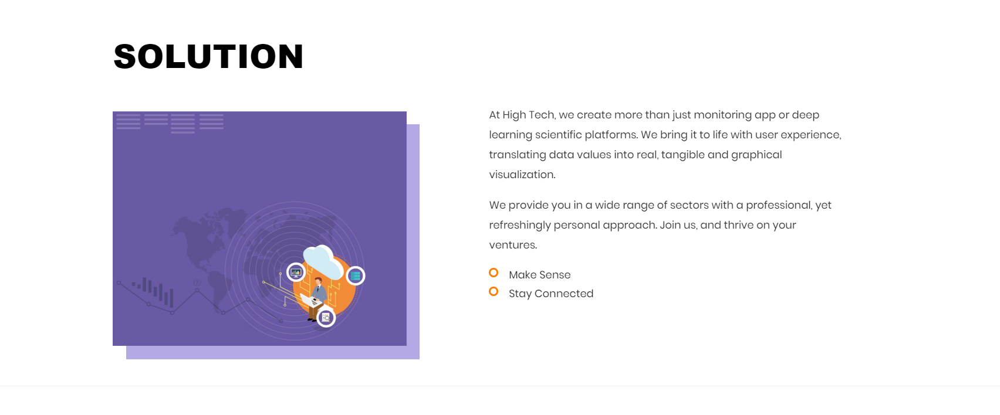 SOLUTION
At High Tech, we create more than just monitoring app or deep
learning scientific platforms. We bring it to life with user experience,
translating data values into real, tangible and graphical
visualization.
We provide you in a wide range of sectors with a professional, yet
refreshingly personal approach. Join us, and thrive on your
ventures.
Make Sense
Stay Connected